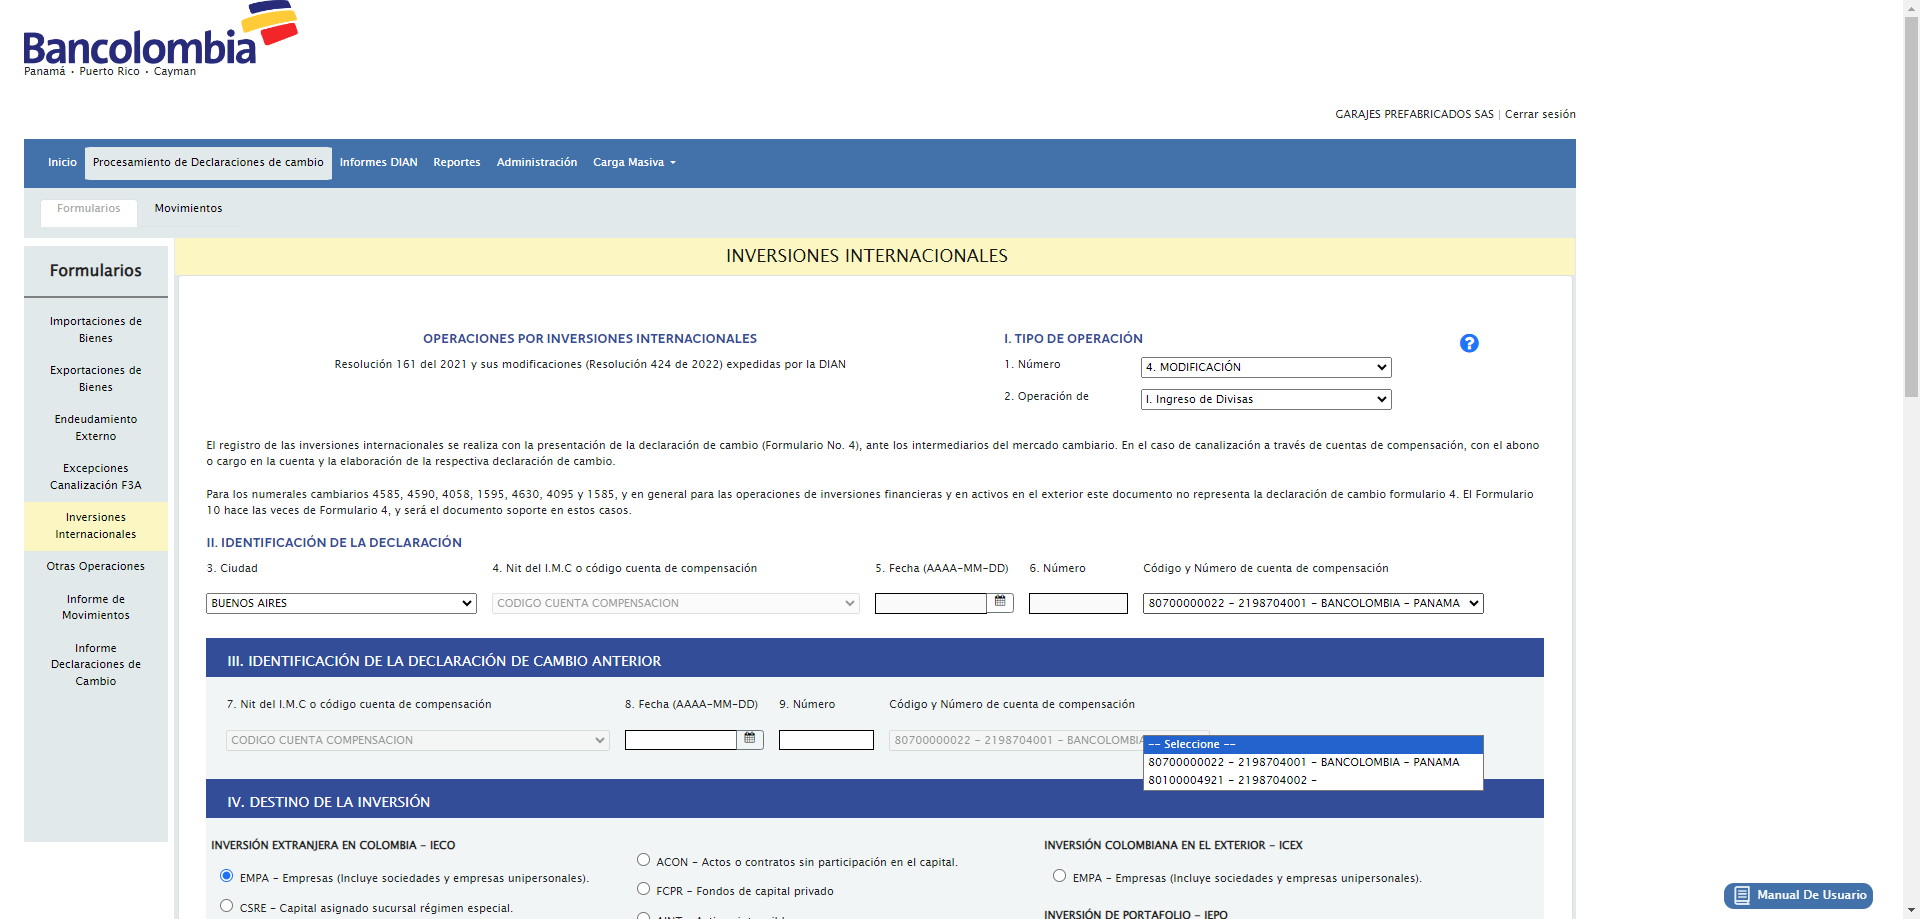 Bancolombia
Panamá • Puerto Rico • Cayman
GARAJES PREFABRICADOS SAS | Cerrar sesión
Inicio Procesamiento de Declaraciones de cambio Informes DIAN Reportes Administración Carga Masiva
Formularios Movimientos
Formularios
Importaciones de
Bienes
Exportaciones de
Bienes
Endeudamiento
Externo
Excepciones
Canalización F3A
Inversiones
Internacionales
Otras Operaciones
Informe de
Movimientos
Informe
Declaraciones de
Cambio
INVERSIONES INTERNACIONALES
OPERACIONES POR INVERSIONES INTERNACIONALES
Resolución 161 del 2021 y sus modificaciones (Resolución 424 de 2022) expedidas por la DIAN
I. TIPO DE OPERACIÓN
?
1. Número 4. MODIFICACIÓN
2. Operación de I. Ingreso de Divisas
El registro de las inversiones internacionales se realiza con la presentación de la declaración de cambio (Formulario No. 4), ante los intermediarios del mercado cambiario. En el caso de canalización a través de cuentas de compensación, con el abono
o cargo en la cuenta y la elaboración de la respectiva declaración de cambio.
Para los numerales cambiarios 4585, 4590, 4058, 1595, 4630, 4095 y 1585, y en general para las operaciones de inversiones financieras y en activos en el exterior este documento no representa la declaración de cambio formulario 4. El Formulario
10 hace las veces de Formulario 4, y será el documento soporte en estos casos.
II. IDENTIFICACIÓN DE LA DECLARACIÓN
3. Ciudad 4. Nit del I.M.C o código cuenta de compensación 5. Fecha (AAAA-MM-DD) 6. Número Código y Número de cuenta de compensación
BUENOS AIRES CODIGO CUENTA COMPENSACION 80700000022 - 2198704001 - BANCOLOMBIA - PANAMA
III. IDENTIFICACIÓN DE LA DECLARACIÓN DE CAMBIO ANTERIOR
7. Nit del I.M.C o código cuenta de compensación 8. Fecha (AAAA-MM-DD) 9. Número Código y Número de cuenta de compensación
CODIGO CUENTA COMPENSACION 80700000022 - 2198704001 - BANCOLOMBIA
-- Seleccione --
80700000022 - 2198704001 - BANCOLOMBIA - PANAMA
80100004921 - 2198704002 -
IV. DESTINO DE LA INVERSIÓN
INVERSIÓN EXTRANJERA EN COLOMBIA - IECO
EMPA - Empresas (Incluye sociedades y empresas unipersonales).
CSRE - Capital asignado sucursal régimen especial.
ACON - Actos o contratos sin participación en el capital.
FCPR - Fondos de capital privado
INVERSIÓN COLOMBIANA EN EL EXTERIOR - ICEX
EMPA - Empresas (Incluye sociedades y empresas unipersonales).
INVERSIÓN DE PORTAFOLIO - IEPO
Manual De Usuario